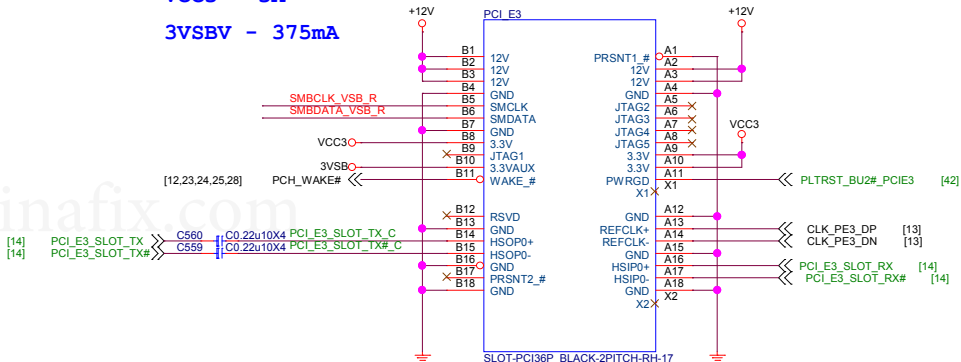 3VSBV - 375mA
+12V
PCI_E3
+12V
B1 12V PRSNT1_# A1
B2 12V 12V A2
B3 12V 12V A3
B4 GND GND A4
SMBCLK_VSB_R B5 SMCLK JTAG2 A5
SMBDATA_VSB_R B6 SMDATA JTAG3 A6
B7 GND JTAG4 A7
VCC3 B8 3.3V JTAG5 A8
VCC3
B9 JTAG1 3.3V A9
3VSB B10 3.3VAUX 3.3V A10
[12,23,24,25,28] PCH_WAKE# B11 WAKE_# PWRGD A11 PLTRST_BU2#_PCIE3 [42]
X1 X1
B12 RSVD GND A12
B13 GND REFCLK+ A13 CLK_PE3_DP [13]
[14] PCI_E3_SLOT_TX C560 C0.22u10X4 PCI_E3_SLOT_TX_C B14 HSOP0+ REFCLK- A14 CLK_PE3_DN [13]
[14] PCI_E3_SLOT_TX# C559 C0.22u10X4 PCI_E3_SLOT_TX#_C B15 HSOP0- GND A15
B16 GND HSIP0+ A16 PCI_E3_SLOT_RX [14]
B17 PRSNT2_# HSIP0- A17 PCI_E3_SLOT_RX# [14]
B18 GND GND A18
X2 X2
SLOT-PCI36P_BLACK-2PITCH-RH-17
inafix.com